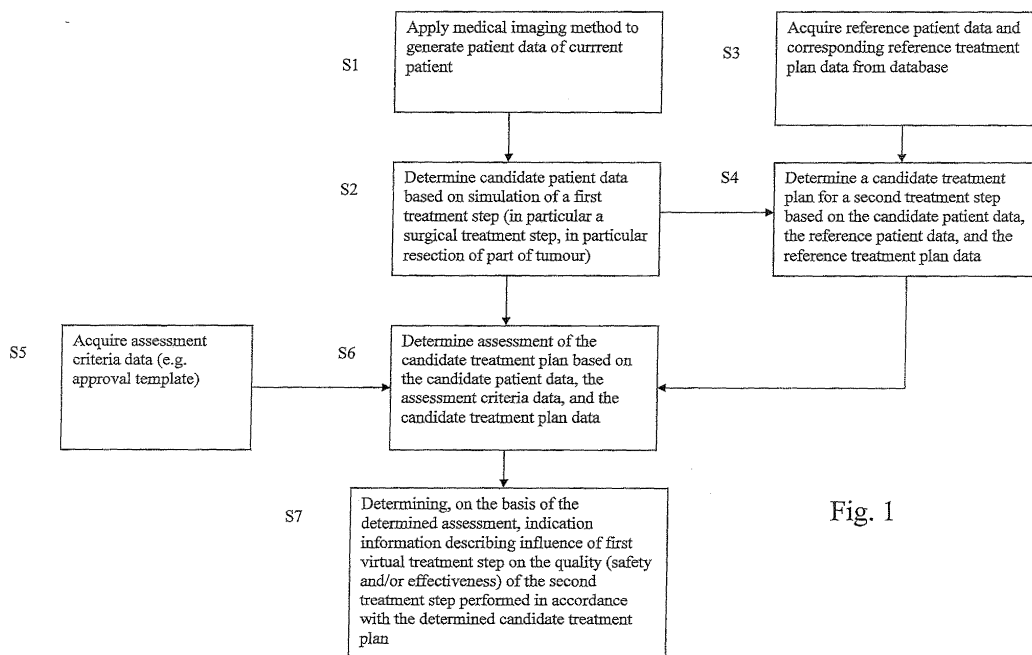 S1
Apply medical imaging method to
generate patient data of currrent
patient
S3
Acquire reference patient data and
corresponding reference treatment
plan data from database
S2
Determine candidate patient data
based on simulation of a first
treatment step (in particular a
surgical treatment step, in particular
resection of part of tumour)
S4
Determine a candidate treatment
plan for a second treatment step
based on the candidate patient data,
the reference patient data, and the
reference treatment plan data
S5
Acquire assessment
criteria data (e.g.
approval template)
S6
Determine assessment of the
candidate treatment plan based on
the candidate patient data, the
assessment criteria data, and the
candidate treatment plan data
S7
Determining, on the basis of the
determined assessment, indication
information describing influence of first
virtual treatment step on the quality (safety
and/or effectiveness) of the second
treatment step performed in accordance
with the determined candidate treatment
plan
Fig. 1